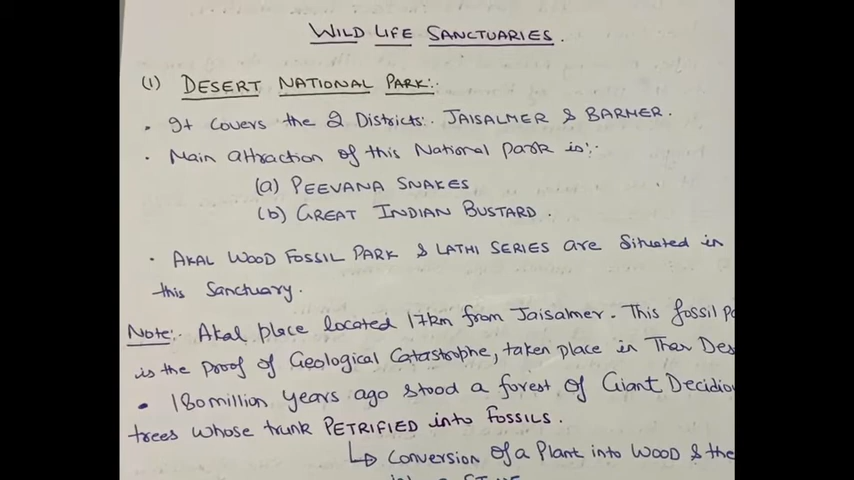 WILD LIFE SANCTUARIES.
(1) DESERT NATIONAL PARK:.
• It covers the 2 Districts:. JAISALMER & BARMER.
• Main attraction of this National park is:.
(a) PEEVANA SNAKES
(b) GREAT INDIAN BUSTARD.
• AKAL WOOD FOSSIL PARK & LATHI SERIES are situated in
this Sanctuary.
Note:. Akal place located 17km from Jaisalmer. This fossil
is the proof of Geological Catastrophe, taken place in Thar
• 180 million years ago stood a forest of Giant
trees whose trunk PETRIFIED into FOSSILS.
↳ Conversion of a Plant into WOOD &